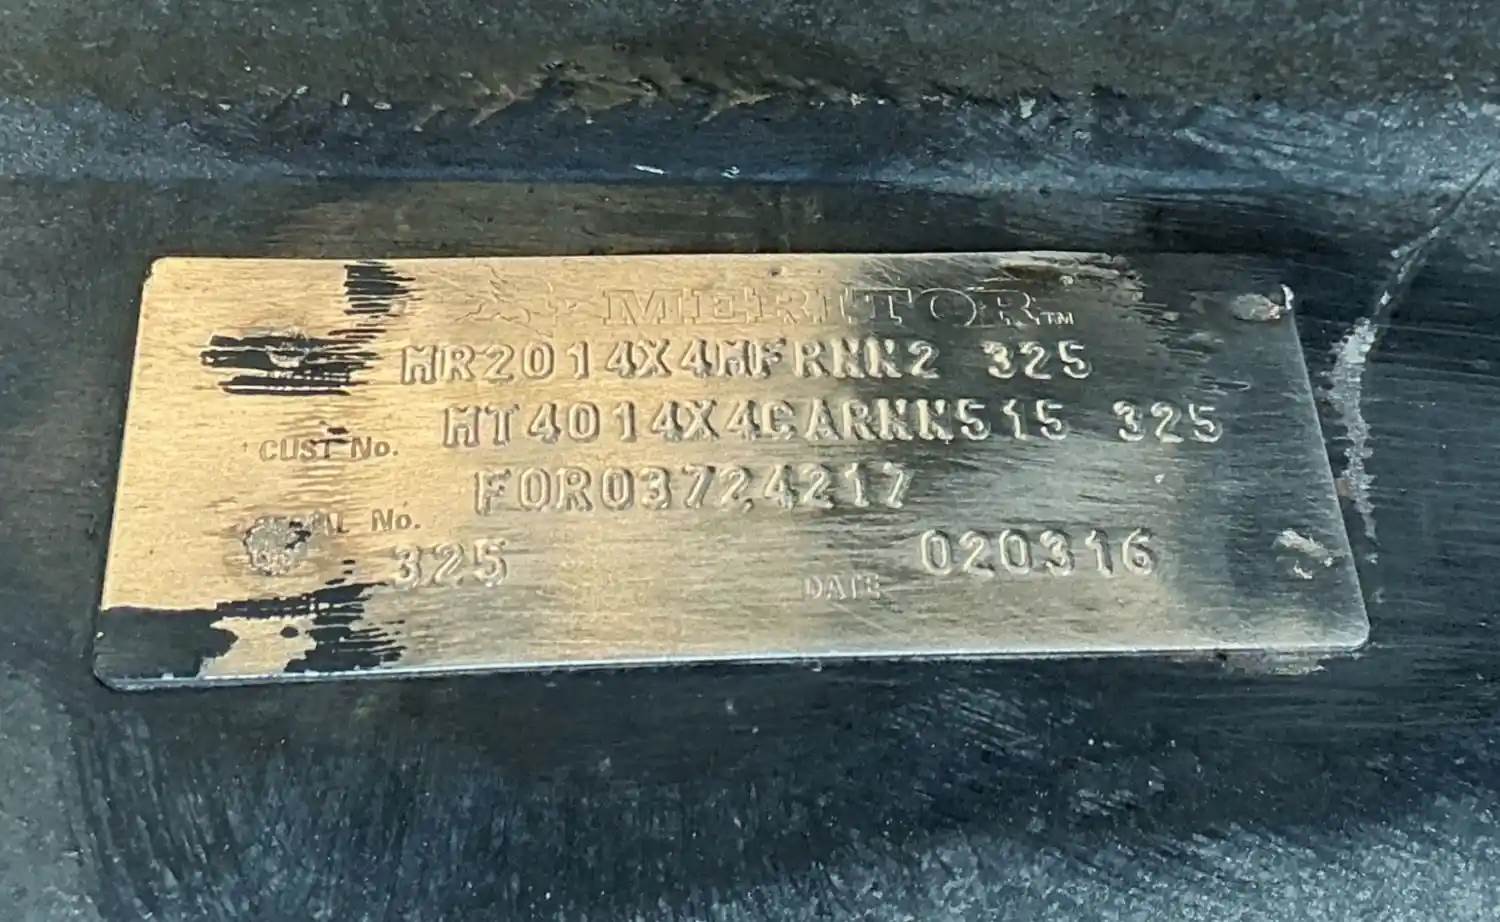 MERITOR™
MR2014X4MFRNN2 325
CUST No. MT4014X4CARNN515 325
FOR03724217
No.
325 DATE 020316